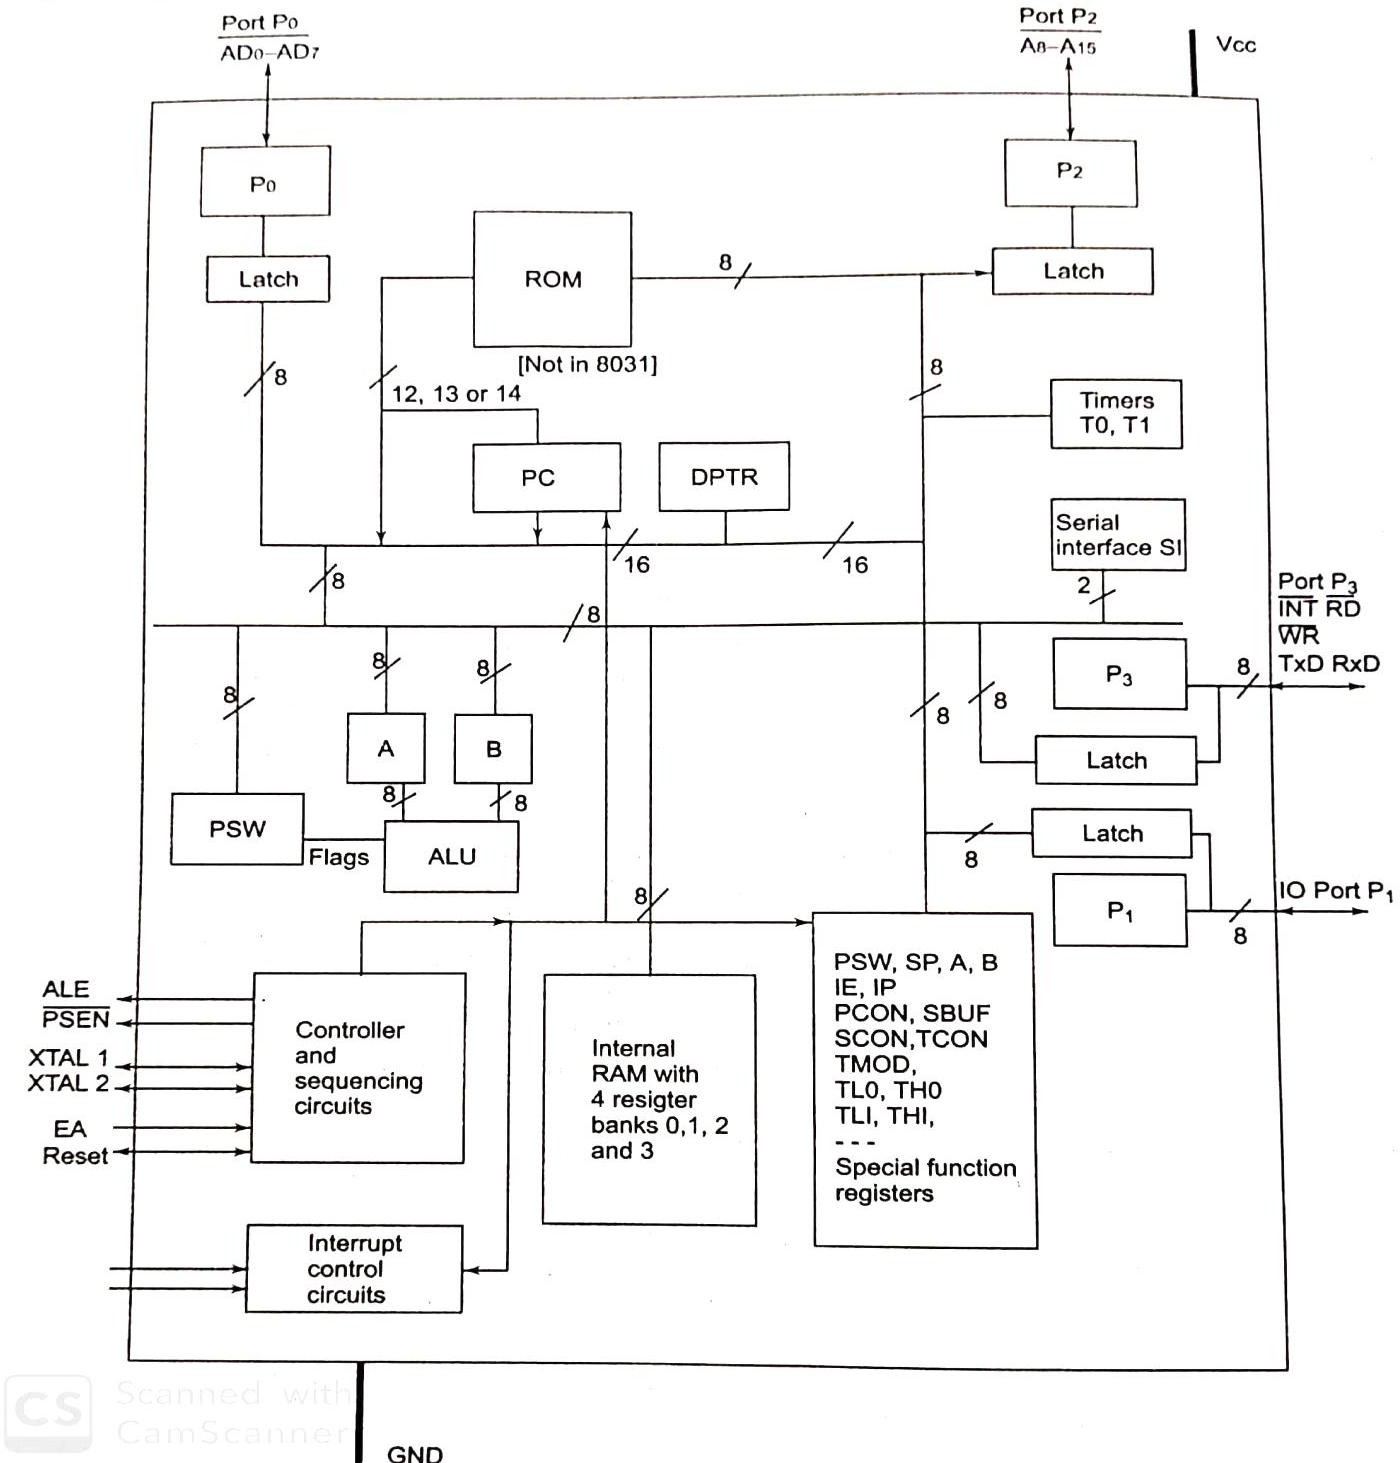 Port P0
AD0–AD7
Port P2
A8–A15
Vcc
P0
P2
Latch
ROM
8
Latch
[Not in 8031]
8
8
12, 13 or 14
Timers
T0, T1
PC
DPTR
Serial
interface SI
16
16
8
2
Port P3
INT RD
WR
TxD RxD
8
8
8
8
8
P3
8
8
8
A
B
Latch
8
8
PSW
Flags
ALU
Latch
8
8
IO Port P1
P1
8
PSW, SP, A, B
IE, IP
PCON, SBUF
SCON,TCON
TMOD,
TL0, TH0
TLI, THI,
- - -
Special function
registers
ALE
PSEN
XTAL 1
XTAL 2
EA
Reset
Controller
and
sequencing
circuits
Internal
RAM with
4 resigter
banks 0,1, 2
and 3
Interrupt
control
circuits
CS
Scanned with
CamScanner
GND